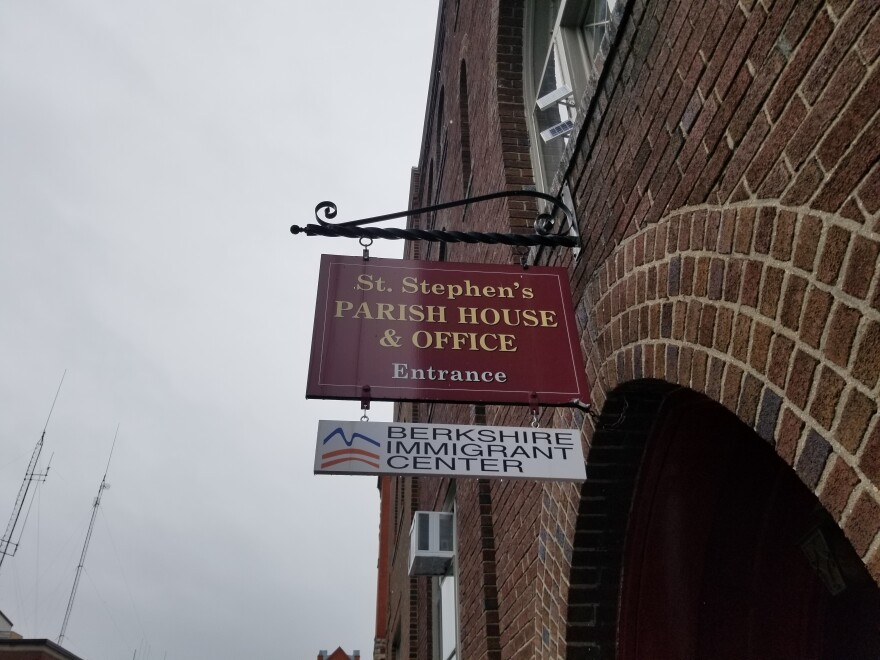 St. Stephen's
PARISH HOUSE
& OFFICE
Entrance
BERKSHIRE
IMMIGRANT
CENTER